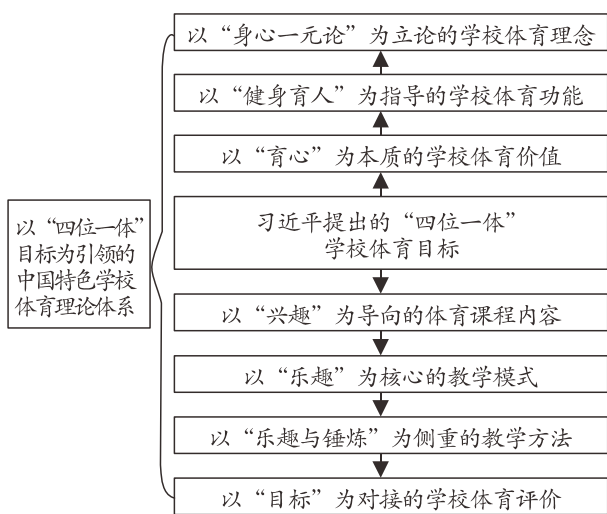 以“四位一体”
目标为引领的
中国特色学校
体育理论体系
以“身心一元论”为立论的学校体育理念
以“健身育人”为指导的学校体育功能
以“育心”为本质的学校体育价值
习近平提出的“四位一体”
学校体育目标
以“兴趣”为导向的体育课程内容
以“乐趣”为核心的教学模式
以“乐趣与锤炼”为侧重的教学方法
以“目标”为对接的学校体育评价